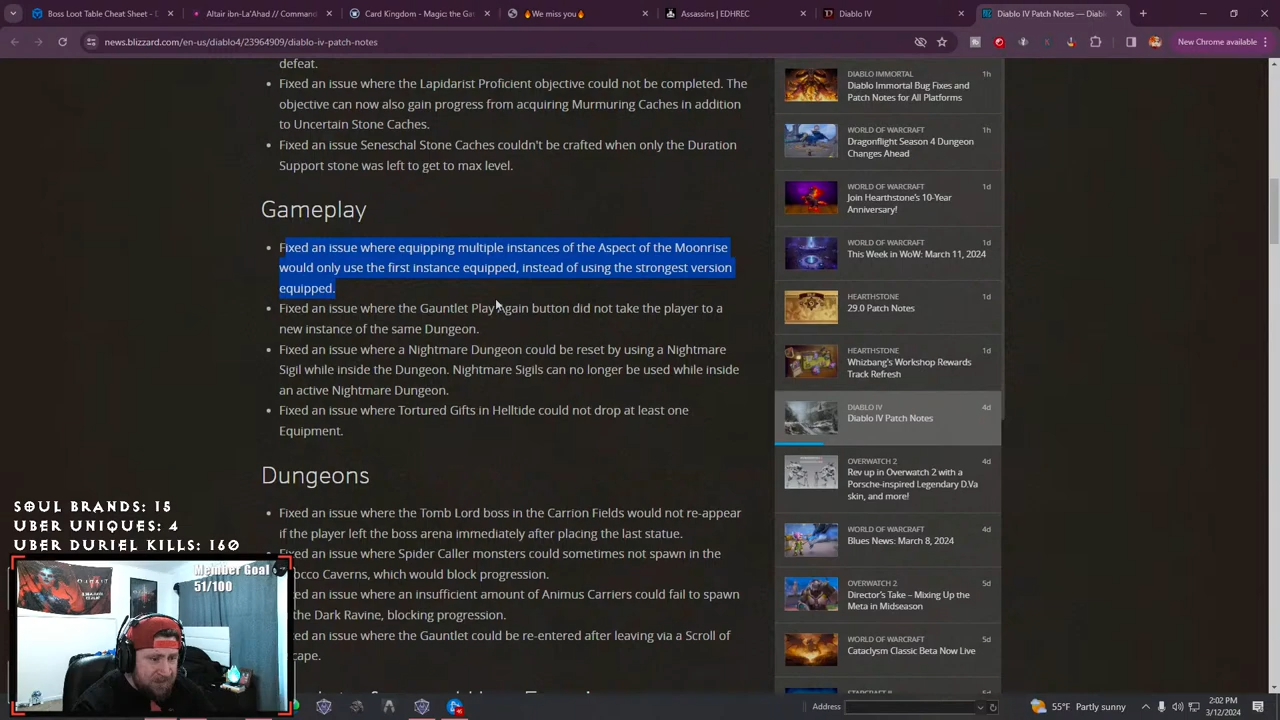 Boss Loot Table Cheat Sheet - D
Altair ibn-La'Ahad // Command
Card Kingdom - Magic: the Ga
We miss you
Assassins | EDHREC
Diablo IV
Diablo IV Patch Notes — Diab
news.blizzard.com/en-us/diablo4/23964909/diablo-iv-patch-notes
New Chrome available
defeat.
Fixed an issue where the Lapidarist Proficient objective could not be completed. The
objective can now also gain progress from acquiring Murmuring Caches in addition
to Uncertain Stone Caches.
Fixed an issue Seneschal Stone Caches couldn't be crafted when only the Duration
Support stone was left to get to max level.
Gameplay
Fixed an issue where equipping multiple instances of the Aspect of the Moonrise
would only use the first instance equipped, instead of using the strongest version
equipped.
Fixed an issue where the Gauntlet Play Again button did not take the player to a
new instance of the same Dungeon.
Fixed an issue where a Nightmare Dungeon could be reset by using a Nightmare
Sigil while inside the Dungeon. Nightmare Sigils can no longer be used while inside
an active Nightmare Dungeon.
Fixed an issue where Tortured Gifts in Helltide could not drop at least one
Equipment.
Dungeons
Fixed an issue where the Tomb Lord boss in the Carrion Fields would not re-appear
if the player left the boss arena immediately after placing the last statue.
Fixed an issue where Spider Caller monsters could sometimes not spawn in the
occo Caverns, which would block progression.
ixed an issue where an insufficient amount of Animus Carriers could fail to spawn
the Dark Ravine, blocking progression.
ixed an issue where the Gauntlet could be re-entered after leaving via a Scroll of
cape.
DIABLO IMMORTAL 1h
Diablo Immortal Bug Fixes and
Patch Notes for All Platforms
WORLD OF WARCRAFT 1h
Dragonflight Season 4 Dungeon
Changes Ahead
WORLD OF WARCRAFT 1d
Join Hearthstone's 10-Year
Anniversary!
WORLD OF WARCRAFT 1d
This Week in WoW: March 11, 2024
HEARTHSTONE 1d
29.0 Patch Notes
HEARTHSTONE 1d
Whizbang's Workshop Rewards
Track Refresh
DIABLO IV 4d
Diablo IV Patch Notes
OVERWATCH 2 4d
Rev up in Overwatch 2 with a
Porsche-inspired Legendary D.Va
skin, and more!
WORLD OF WARCRAFT 4d
Blues News: March 8, 2024
OVERWATCH 2 5d
Director's Take – Mixing Up the
Meta in Midseason
WORLD OF WARCRAFT 5d
Cataclysm Classic Beta Now Live
SOUL BRANDS: 15
UBER UNIQUES: 4
UBER DURIEL KILLS: 160
Member Goal
51/100
Address
55°F Partly sunny
2:02 PM
3/12/2024